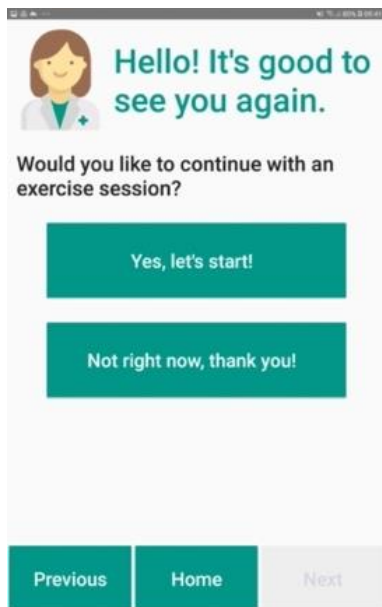 Hello! It's good to
see you again.
Would you like to continue with an
exercise session?
Yes, let's start!
Not right now, thank you!
Previous
Home
Next